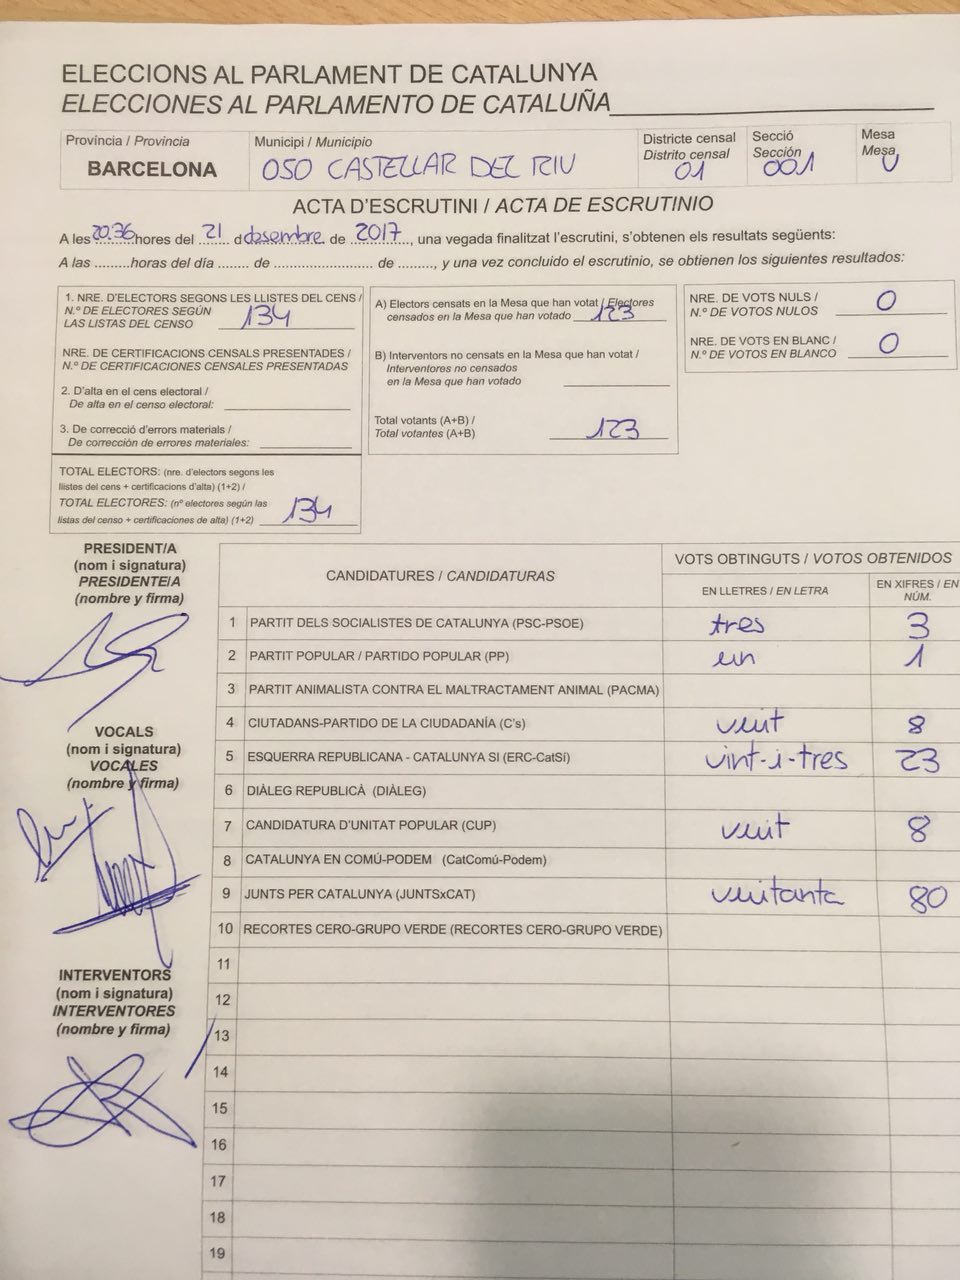 ELECCIONS AL PARLAMENT DE CATALUNYA
ELECCIONES AL PARLAMENTO DE CATALUÑA
Província / Provincia
BARCELONA
Municipi / Municipio
050 CASTELLAR DEL RIU
Districte censal
Distrito censal
01
Secció
Sección
001
Mesa
Mesa
U
ACTA D'ESCRUTINI / ACTA DE ESCRUTINIO
A les 20.36 hores del 21 d desembre de 2017, una vegada finalitzat l'escrutini, s'obtenen els resultats següents:
A las .........horas del día ....... de ...................... de ........, y una vez concluido el escrutinio, se obtienen los siguientes resultados:
1. NRE. D'ELECTORS SEGONS LES LLISTES DEL CENS /
N.º DE ELECTORES SEGÚN
LAS LISTAS DEL CENSO 134
NRE. DE CERTIFICACIONS CENSALS PRESENTADES /
N.º DE CERTIFICACIONES CENSALES PRESENTADAS
2. D'alta en el cens electoral /
De alta en el censo electoral:
3. De correcció d'errors materials /
De corrección de errores materiales:
TOTAL ELECTORS: (nre. d'electors segons les
llistes del cens + certificacions d'alta) (1+2) /
TOTAL ELECTORES: (nº electores según las
listas del censo + certificaciones de alta) (1+2) 134
A) Electors censats en la Mesa que han votat / Electores
censados en la Mesa que han votado 123
B) Interventors no censats en la Mesa que han votat /
Interventores no censados
en la Mesa que han votado
Total votants (A+B) /
Total votantes (A+B) 123
NRE. DE VOTS NULS /
N.º DE VOTOS NULOS 0
NRE. DE VOTS EN BLANC /
N.º DE VOTOS EN BLANCO 0
PRESIDENT/A
(nom i signatura)
PRESIDENTE/A
(nombre y firma)
VOCALS
(nom i signatura)
VOCALES
(nombre y firma)
INTERVENTORS
(nom i signatura)
INTERVENTORES
(nombre y firma)
CANDIDATURES / CANDIDATURAS
VOTS OBTINGUTS / VOTOS OBTENIDOS
EN LLETRES / EN LETRA
EN XIFRES / EN
NÚM.
1 PARTIT DELS SOCIALISTES DE CATALUNYA (PSC-PSOE) tres 3
2 PARTIT POPULAR / PARTIDO POPULAR (PP) un 1
3 PARTIT ANIMALISTA CONTRA EL MALTRACTAMENT ANIMAL (PACMA)
4 CIUTADANS-PARTIDO DE LA CIUDADANÍA (C's) vuit 8
5 ESQUERRA REPUBLICANA - CATALUNYA SI (ERC-CatSí) vint-i-tres 23
6 DIÀLEG REPUBLICÀ (DIÀLEG)
7 CANDIDATURA D'UNITAT POPULAR (CUP) vuit 8
8 CATALUNYA EN COMÚ-PODEM (CatComú-Podem)
9 JUNTS PER CATALUNYA (JUNTSxCAT) vuitanta 80
10 RECORTES CERO-GRUPO VERDE (RECORTES CERO-GRUPO VERDE)
11
12
13
14
15
16
17
18
19